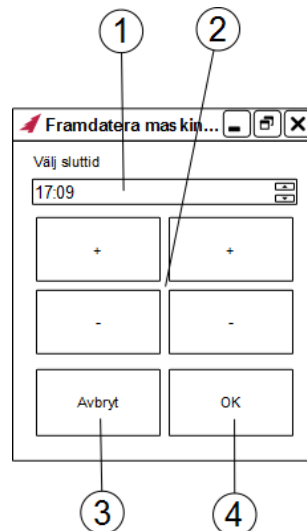 1
2
Framdatera maskin...
Välj sluttid
17:09
+ +
- -
Avbryt OK
3
4